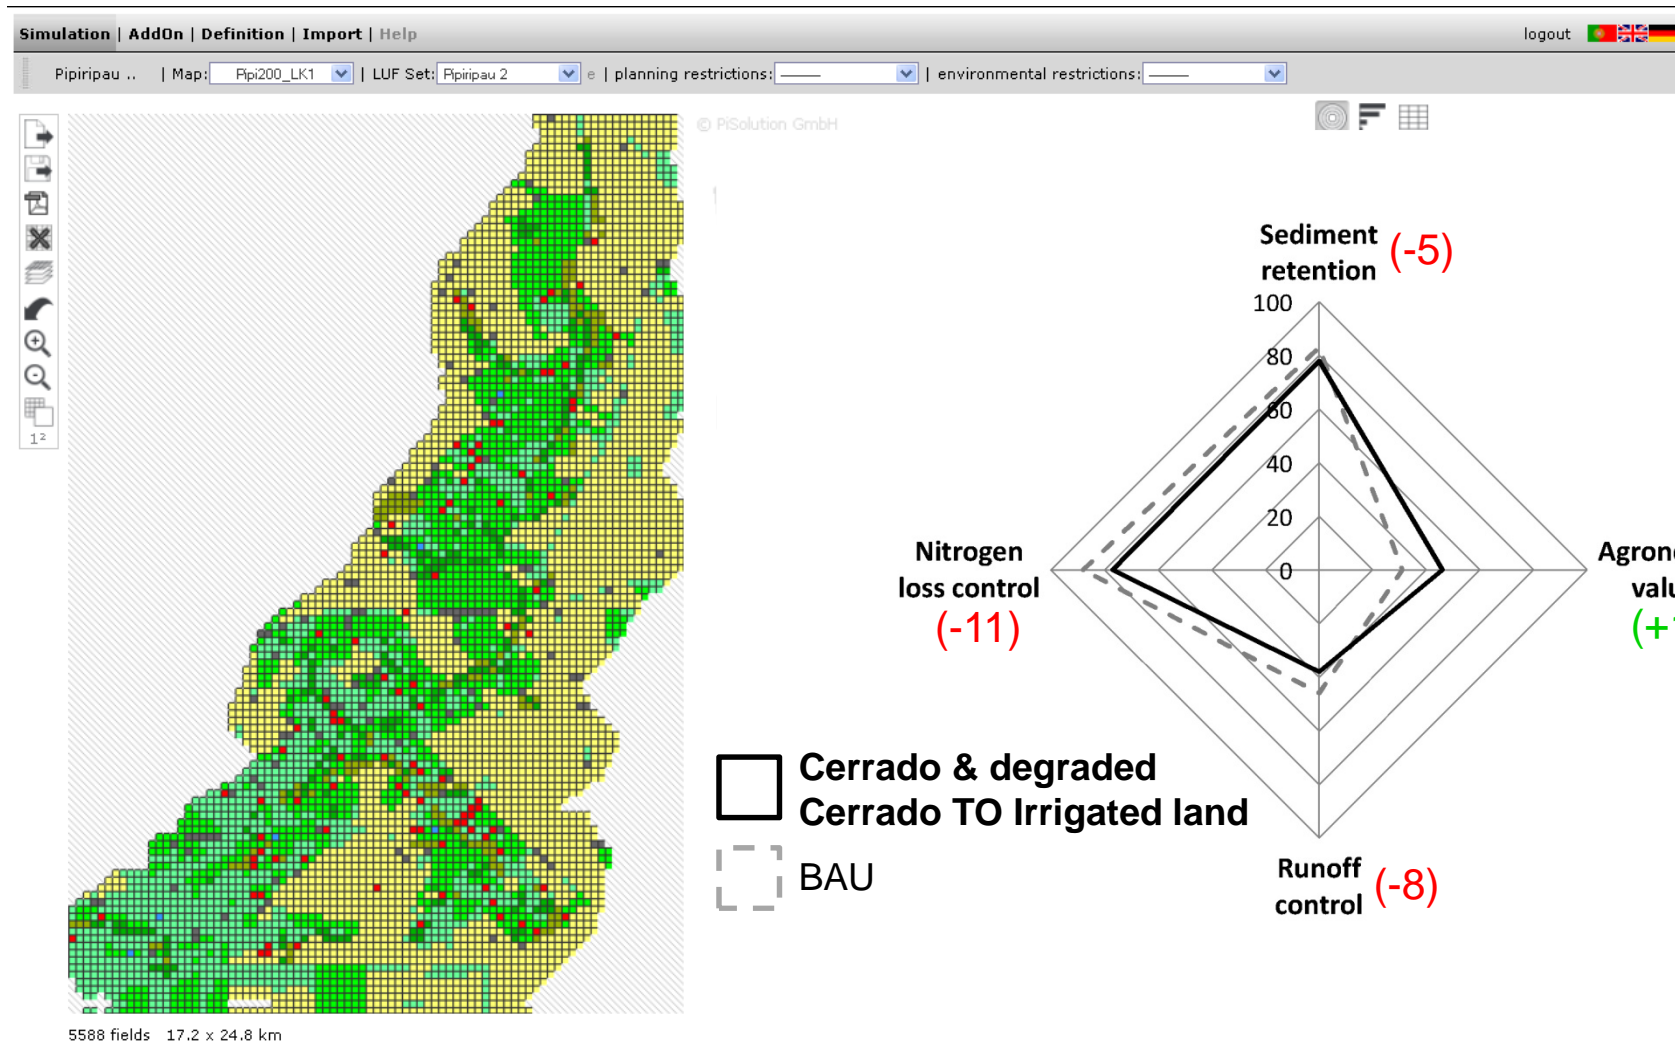 Simulation | AddOn | Definition | Import | Help
logout
Pipiripau .. | Map: Pipi200_LK1 | LUF Set: Pipiripau 2 e | planning restrictions: —— | environmental restrictions: ——
© PiSolution GmbH
1²
Sediment
retention
(-5)
100
80
60
40
20
0
Nitrogen
loss control
(-11)
(+
Runoff
control
(-8)
Cerrado & degraded
Cerrado TO Irrigated land
BAU
5588 fields 17.2 x 24.8 km